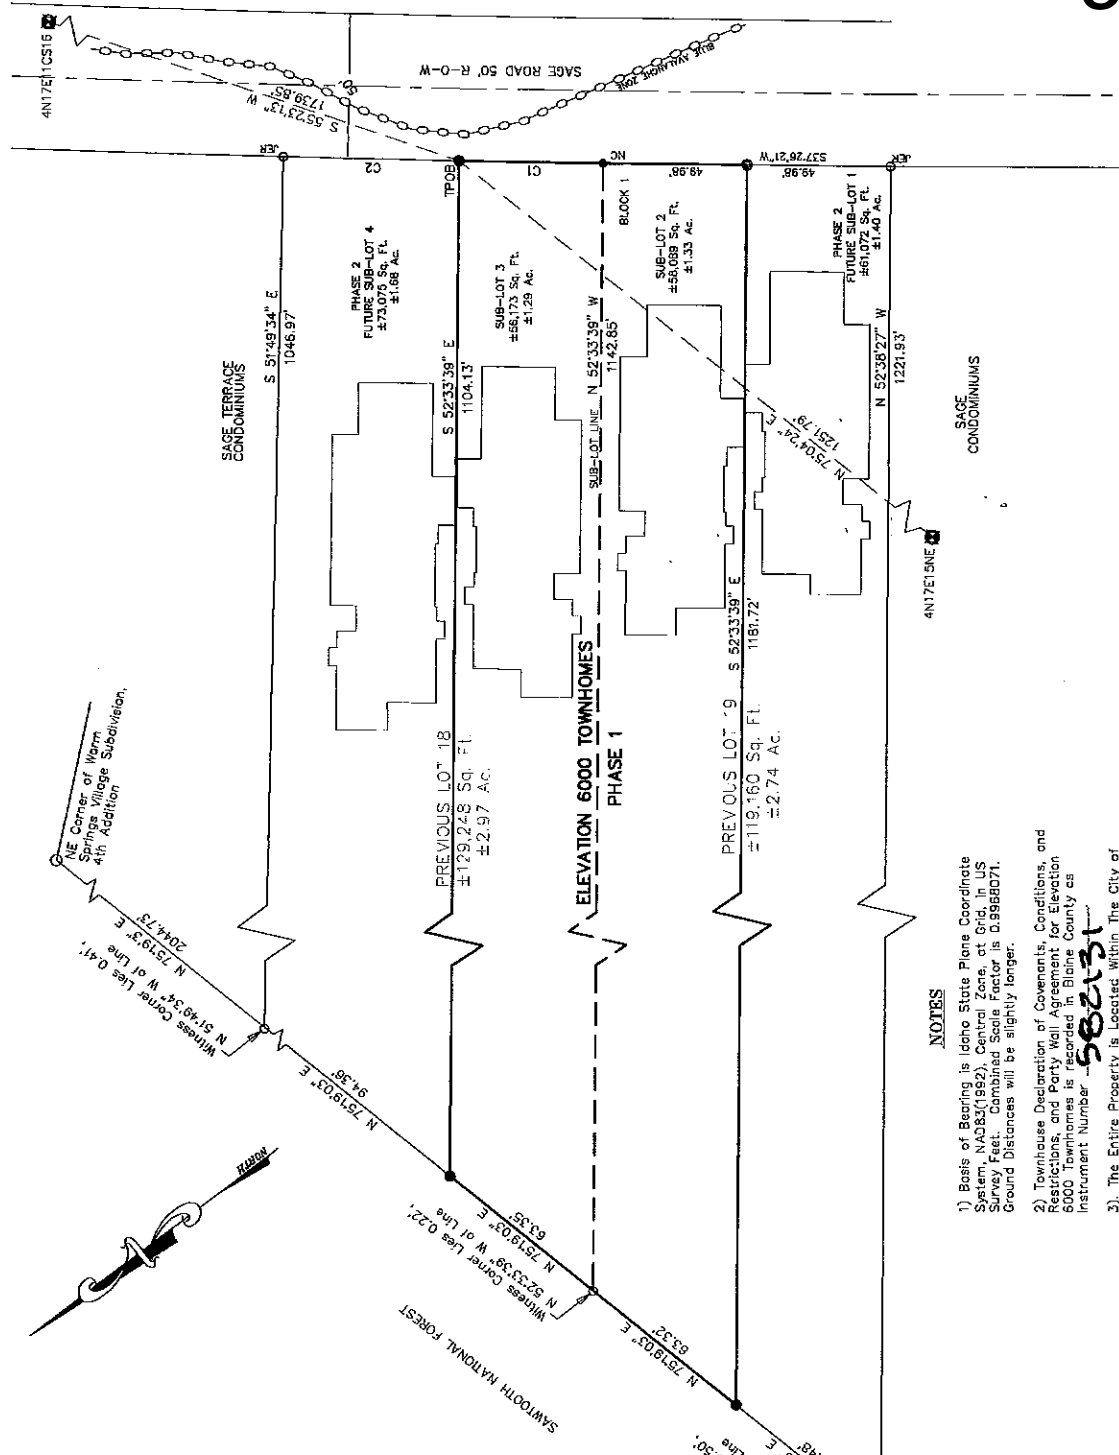 4N17E11CS16
S 55°23'13" W
1739.85'
50'
SAGE ROAD 50' R-O-W
BLUE AVALANCHE ZONE
JER
C2
TPOB
C1
NC
BLOCK 1
49.98'
S37°26'21"W
49.98'
JER
PHASE 2
FUTURE SUB-LOT 4
±73,075 Sq. Ft.
±1.68 Ac.
SUB-LOT 3
±56,173 Sq. Ft.
±1.29 Ac.
SUB-LOT 2
±58,089 Sq. Ft.
±1.33 Ac.
PHASE 2
FUTURE SUB-LOT 1
±61,072 Sq. Ft.
±1.40 Ac.
S 51°49'34" E
1046.97'
SAGE TERRACE
CONDOMINIUMS
S 52°33'39" E
1104.13'
SUB-LOT LINE N 52°33'39" W
1142.85'
N 75°04'24" E
1251.79'
N 52°38'27" W
1221.93'
SAGE
CONDOMINIUMS
4N17E15NE
S 52°33'39" E
1181.72'
ELEVATION 6000 TOWNHOMES
PHASE 1
PREVIOUS LOT 18
±129,248 Sq. Ft.
±2.97 Ac.
PREVIOUS LOT 19
±119,160 Sq. Ft.
±2.74 Ac.
NE Corner of Warm
Springs Village Subdivision,
4th Addition
N 75°19'3" E
2044.73'
Witness Corner Lies 0.41',
N 51°49'34" W of Line
N 75°19'03" E
94.36'
NORTH
Witness Corner Lies 0.22',
N 52°33'39" W of Line
N 75°19'03" E
63.35'
N 75°19'03" E
63.32'
SAWTOOTH NATIONAL FOREST
Line
E
NOTES
1) Basis of Bearing is Idaho State Plane Coordinate
System, NAD83(1992), Central Zone, at Grid, in US
Survey Feet. Combined Scale Factor is 0.9968071.
Ground Distances will be slightly longer.
2) Townhouse Declaration of Covenants, Conditions, and
Restrictions, and Party Wall Agreement for Elevation
6000 Townhomes is recorded in Blaine County as
Instrument Number 582131
3). The Entire Property is Located Within The City of